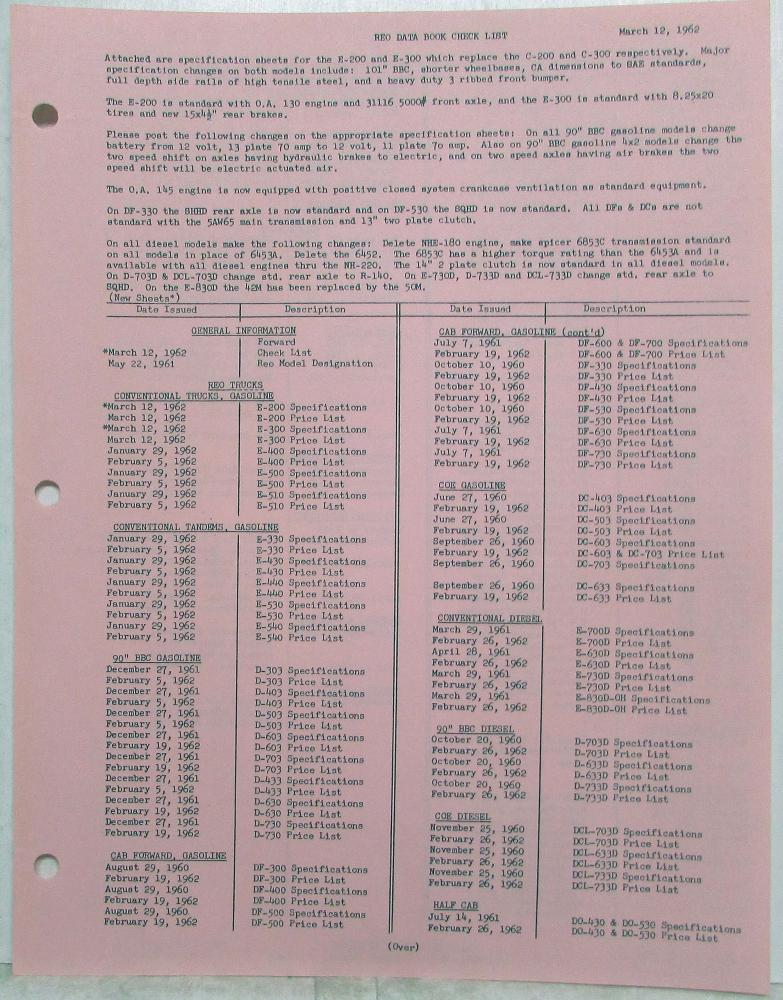 REO DATA BOOK CHECK LIST
March 12, 1962
Attached are specification sheets for the E-200 and E-300 which replace the C-200 and C-300 respectively. Major
specification changes on both models include: 101" BBC, shorter wheelbases, CA dimensions to SAE standards,
full depth side rails of high tensile steel, and a heavy duty 3 ribbed front bumper.
The E-200 is standard with O.A. 130 engine and 31116 5000# front axle, and the E-300 is standard with 8.25x20
tires and new 15x4½" rear brakes.
Please post the following changes on the appropriate specification sheets: On all 90" BBC gasoline models change
battery from 12 volt, 13 plate 70 amp to 12 volt, 11 plate 7o amp. Also on 90" BBC gasoline 4x2 models change the
two speed shift on axles having hydraulic brakes to electric, and on two speed axles having air brakes the two
speed shift will be electric actuated air.
The O.A. 145 engine is now equipped with positive closed system crankcase ventilation as standard equipment.
On DF-330 the SHHD rear axle is now standard and on DF-530 the SQHD is now standard. All DFs & DCs are not
standard with the 5AW65 main transmission and 13" two plate clutch.
On all diesel models make the following changes: Delete NHE-180 engine, make spicer 6853C transmission standard
on all models in place of 6453A. Delete the 6452. The 6853C has a higher torque rating than the 6453A and is
available with all diesel engines thru the NH-220. The 14" 2 plate clutch is now standard in all diesel models.
On D-703D & DCL-703D change std. rear axle to R-140. On E-730D, D-733D and DCL-733D change std. rear axle to
SQHD. On the E-830D the 42M has been replaced by the 50M.
(New Sheets*)
Date Issued Description
GENERAL INFORMATION
Forward
*March 12, 1962 Check List
May 22, 1961 Reo Model Designation
REO TRUCKS
CONVENTIONAL TRUCKS, GASOLINE
*March 12, 1962 E-200 Specifications
March 12, 1962 E-200 Price List
*March 12, 1962 E-300 Specifications
March 12, 1962 E-300 Price List
January 29, 1962 E-400 Specifications
February 5, 1962 E-400 Price List
January 29, 1962 E-500 Specifications
February 5, 1962 E-500 Price List
January 29, 1962 E-510 Specifications
February 5, 1962 E-510 Price List
CONVENTIONAL TANDEMS, GASOLINE
January 29, 1962 E-330 Specifications
February 5, 1962 E-330 Price List
January 29, 1962 E-430 Specifications
February 5, 1962 E-430 Price List
January 29, 1962 E-440 Specifications
February 5, 1962 E-440 Price List
January 29, 1962 E-530 Specifications
February 5, 1962 E-530 Price List
January 29, 1962 E-540 Specifications
February 5, 1962 E-540 Price List
90" BBC GASOLINE
December 27, 1961 D-303 Specifications
February 5, 1962 D-303 Price List
December 27, 1961 D-403 Specifications
February 5, 1962 D-403 Price List
December 27, 1961 D-503 Specifications
February 5, 1962 D-503 Price List
December 27, 1961 D-603 Specifications
February 19, 1962 D-603 Price List
December 27, 1961 D-703 Specifications
February 19, 1962 D-703 Price List
December 27, 1961 D-433 Specifications
February 5, 1962 D-433 Price List
December 27, 1961 D-630 Specifications
February 19, 1962 D-630 Price List
December 27, 1961 D-730 Specifications
February 19, 1962 D-730 Price List
CAB FORWARD, GASOLINE
August 29, 1960 DF-300 Specifications
February 19, 1962 DF-300 Price List
August 29, 1960 DF-400 Specifications
February 19, 1962 DF-400 Price List
August 29, 1960 DF-500 Specifications
February 19, 1962 DF-500 Price List
Date Issued Description
CAB FORWARD, GASOLINE (cont'd)
July 7, 1961 DF-600 & DF-700 Specifications
February 19, 1962 DF-600 & DF-700 Price List
October 10, 1960 DF-330 Specifications
February 19, 1962 DF-330 Price List
October 10, 1960 DF-430 Specifications
February 19, 1962 DF-430 Price List
October 10, 1960 DF-530 Specifications
February 19, 1962 DF-530 Price List
July 7, 1961 DF-630 Specifications
February 19, 1962 DF-630 Price List
July 7, 1961 DF-730 Specifications
February 19, 1962 DF-730 Price List
COE GASOLINE
June 27, 1960 DC-403 Specifications
February 19, 1962 DC-403 Price List
June 27, 1960 DC-503 Specifications
February 19, 1962 DC-503 Price List
September 26, 1960 DC-603 Specifications
February 19, 1962 DC-603 & DC-703 Price List
September 26, 1960 DC-703 Specifications
September 26, 1960 DC-633 Specifications
February 19, 1962 DC-633 Price List
CONVENTIONAL DIESEL
March 29, 1961 E-700D Specifications
February 26, 1962 E-700D Price List
April 28, 1961 E-630D Specifications
February 26, 1962 E-630D Price List
March 29, 1961 E-730D Specifications
February 26, 1962 E-730D Price List
March 29, 1961 E-830D-OH Specifications
February 26, 1962 E-830D-OH Price List
90" BBC DIESEL
October 20, 1960 D-703D Specifications
February 26, 1962 D-703D Price List
October 20, 1960 D-633D Specifications
February 26, 1962 D-633D Price List
October 20, 1960 D-733D Specifications
February 26, 1962 D-733D Price List
COE DIESEL
November 25, 1960 DCL-703D Specifications
February 26, 1962 DCL-703D Price List
November 25, 1960 DCL-633D Specifications
February 26, 1962 DCL-633D Price List
November 25, 1960 DCL-733D Specifications
February 26, 1962 DCL-733D Price List
HALF CAB
July 14, 1961 DO-430 & DO-530 Specifications
February 26, 1962 DO-430 & DO-530 Price List
(Over)